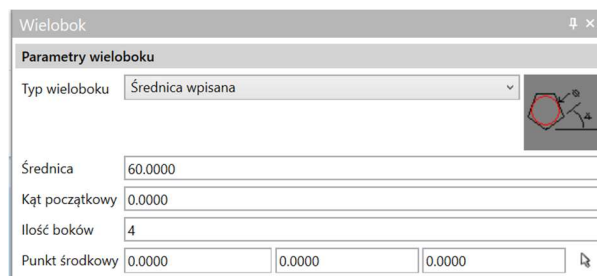 Wielobok
Parametry wieloboku
Typ wieloboku Średnica wpisana
Średnica 60.0000
Kąt początkowy 0.0000
Ilość boków 4
Punkt środkowy 0.0000 0.0000 0.0000